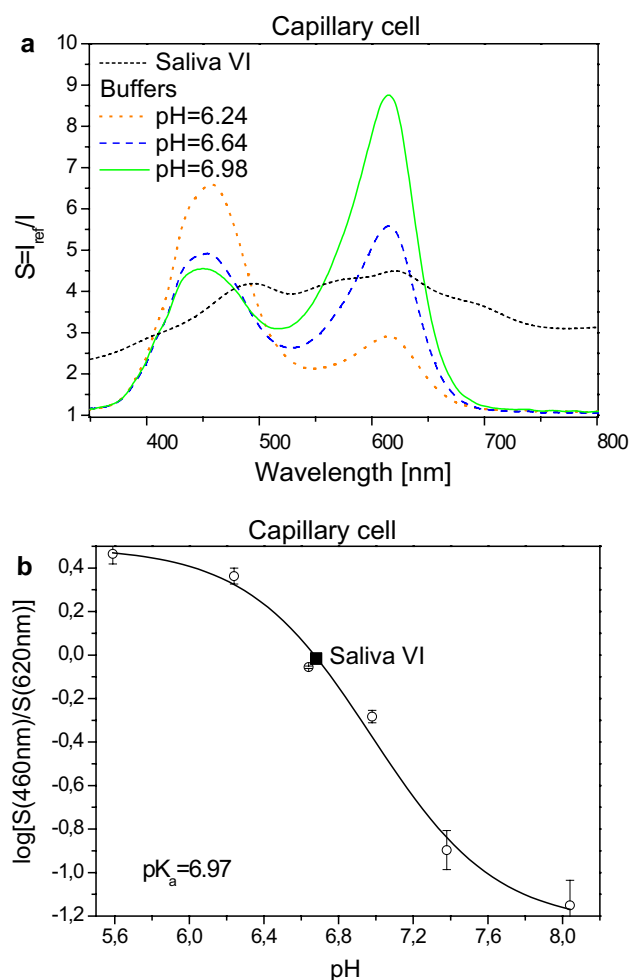 Capillary cell
a
10
9
8
7
6
5
4
3
2
1
S=I_ref/I
Saliva VI
Buffers
pH=6.24
pH=6.64
pH=6.98
400 500 600 700 800
Wavelength [nm]
Capillary cell
b
0,4
0,2
0,0
-0,2
-0,4
-0,6
-0,8
-1,0
-1,2
log[S(460nm)/S(620nm)]
Saliva VI
pK_a=6.97
5,6 6,0 6,4 6,8 7,2 7,6 8,0
pH